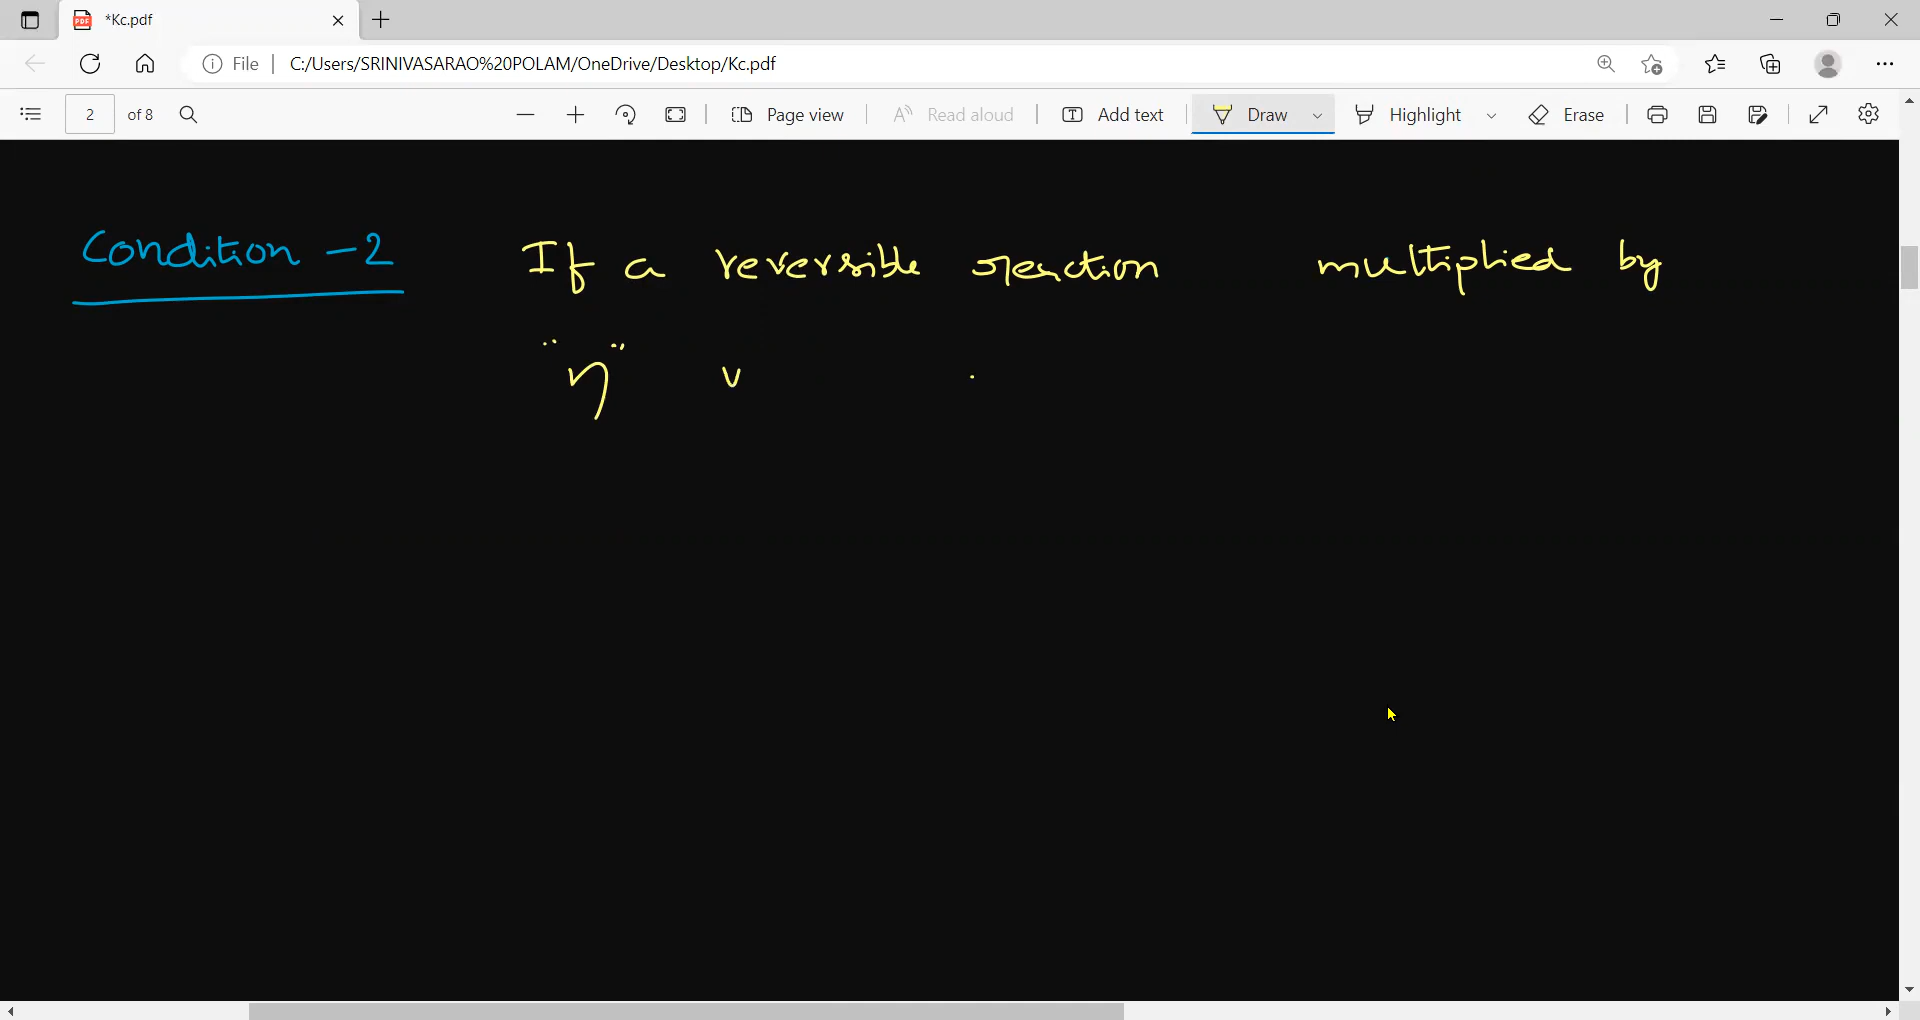 *Kc.pdf
File C:/Users/SRINIVASARAO%20POLAM/OneDrive/Desktop/Kc.pdf
2 of 8 Page view Read aloud Add text Draw Highlight Erase
Condition -2 If a reversible reaction multiplied by
"η" v .